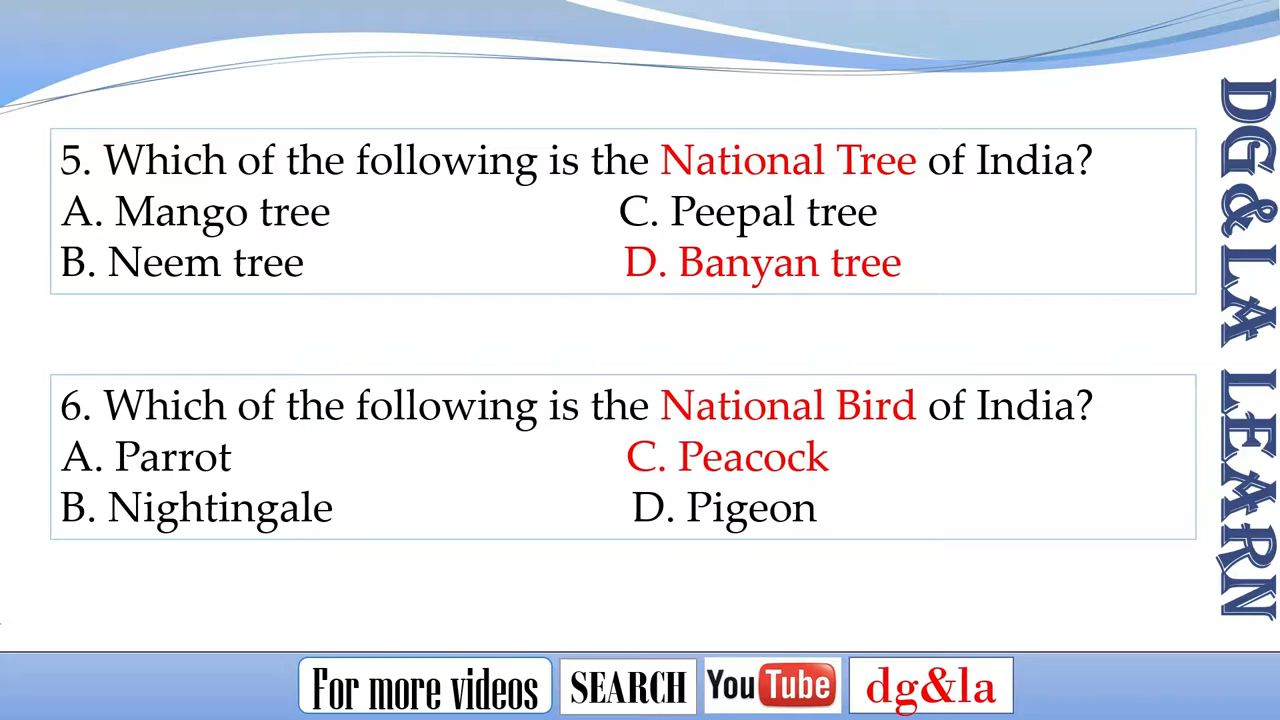 5. Which of the following is the National Tree of India?
A. Mango tree C. Peepal tree
B. Neem tree D. Banyan tree
6. Which of the following is the National Bird of India?
A. Parrot C. Peacock
B. Nightingale D. Pigeon
DG&LA LEARN
For more videos SEARCH YouTube dg&la